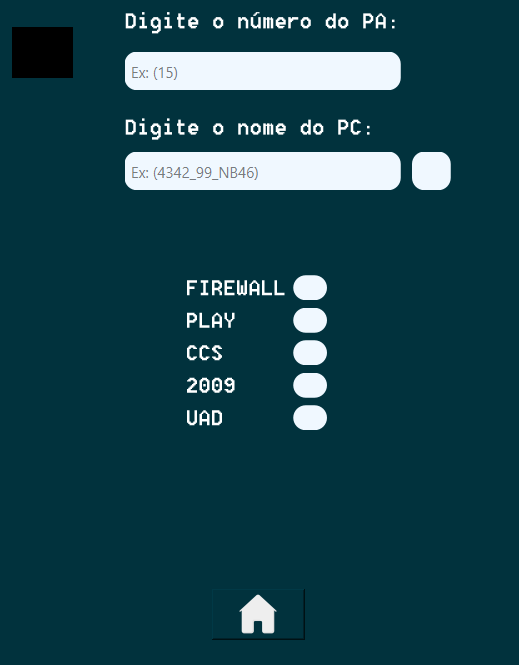 Digite o número do PA:
Ex: (15)
Digite o nome do PC:
Ex: (4342_99_NB46)
FIREWALL
PLAY
CCS
2009
UAD